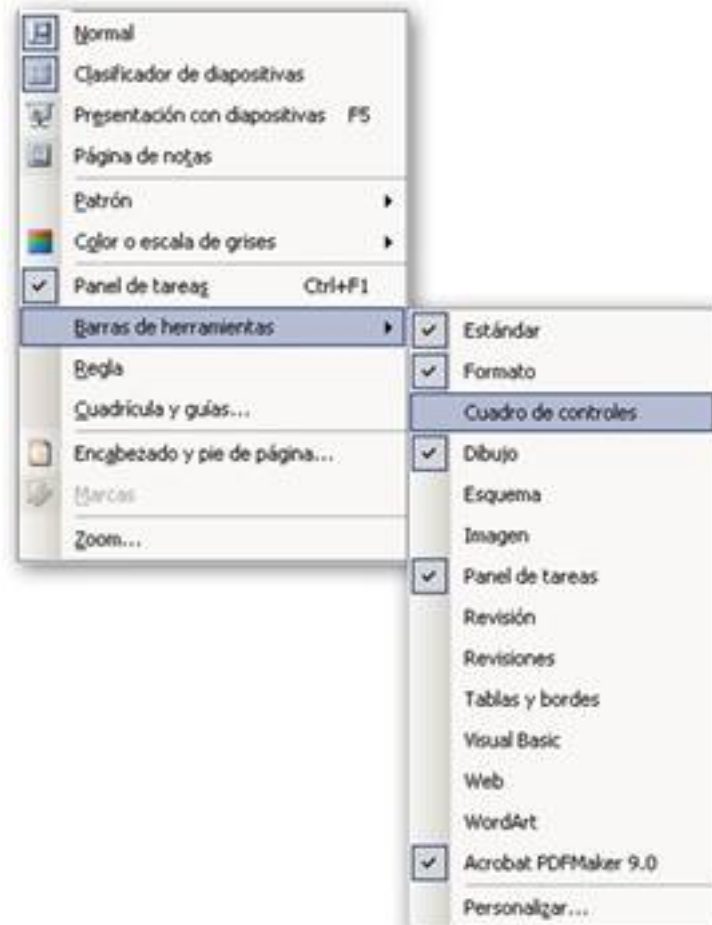 Normal
Clasificador de diapositivas
Presentación con diapositivas F5
Página de notas
Patrón
Color o escala de grises
Panel de tareas Ctrl+F1
Barras de herramientas
Regla
Cuadrícula y guías...
Encabezado y pie de página...
Marcas
Zoom...
Estándar
Formato
Cuadro de controles
Dibujo
Esquema
Imagen
Panel de tareas
Revisión
Revisiones
Tablas y bordes
Visual Basic
Web
WordArt
Acrobat PDFMaker 9.0
Personalizar...